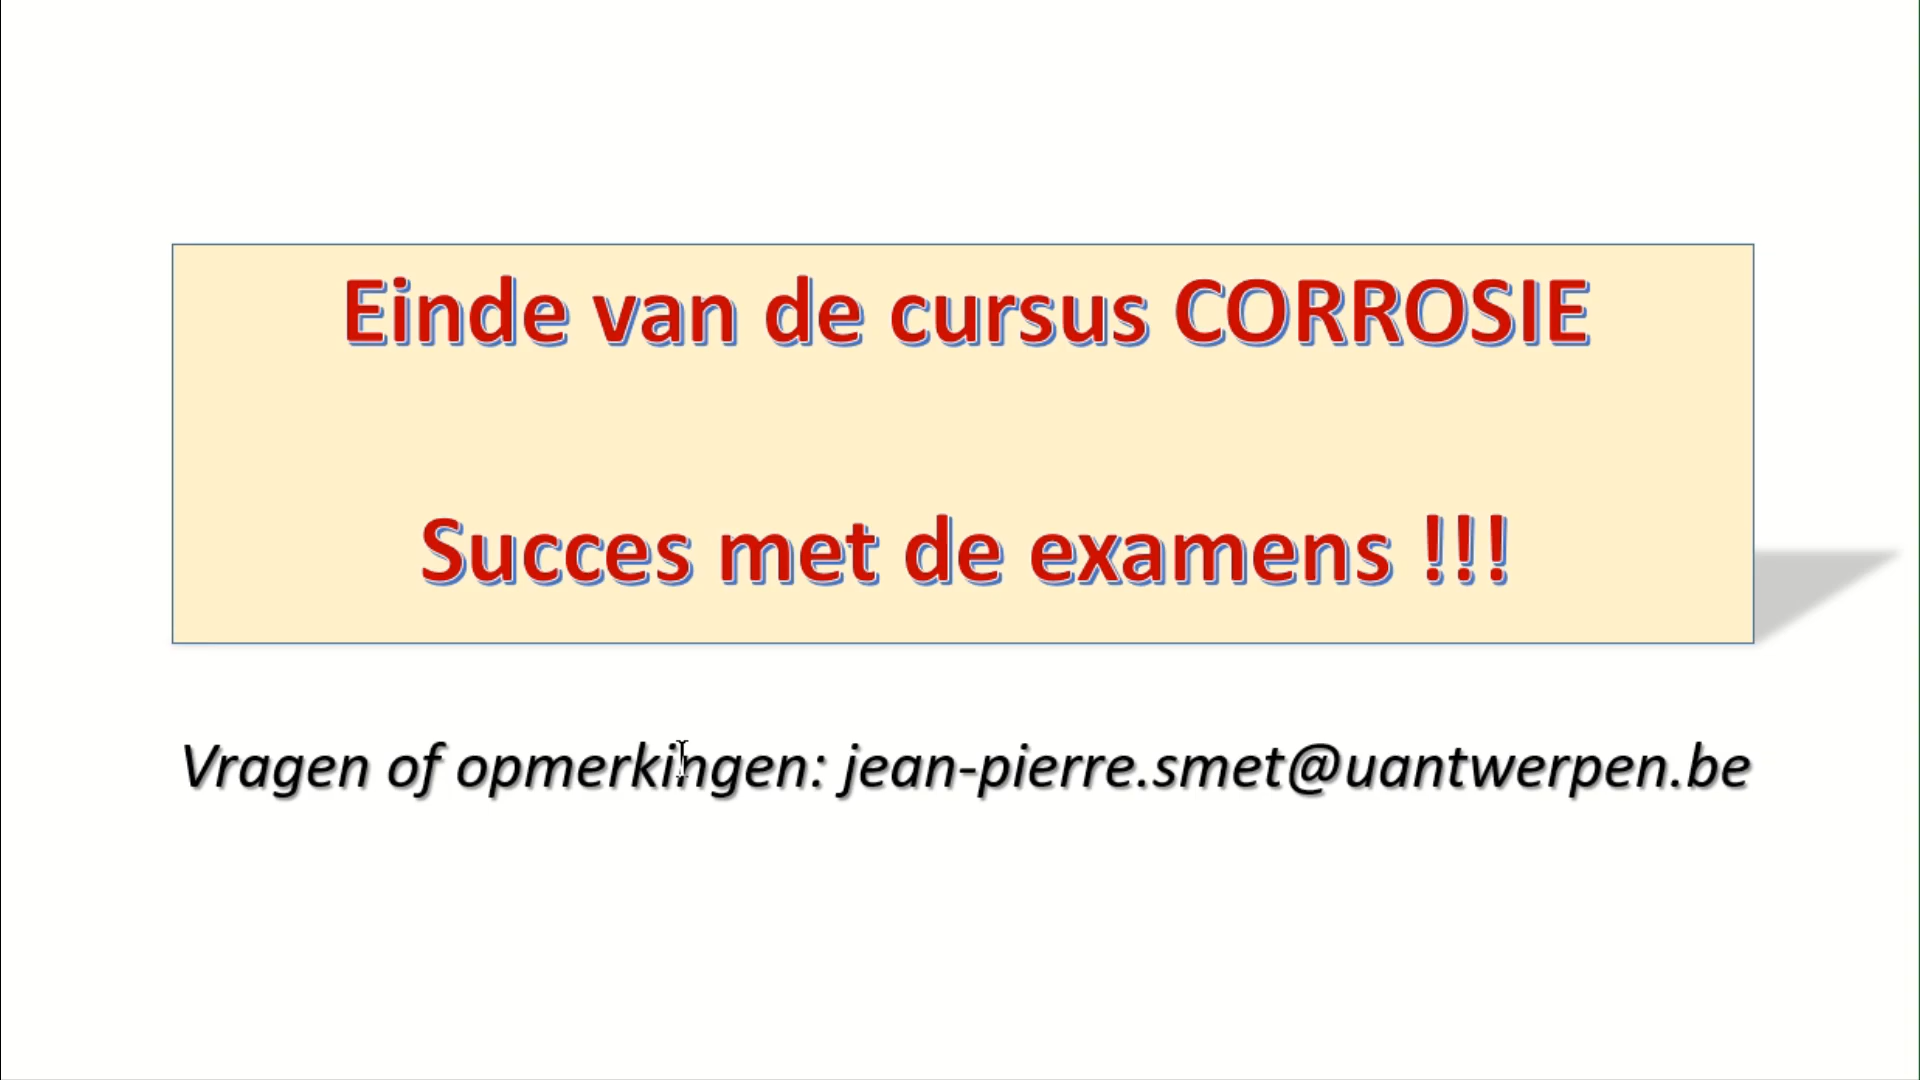 Einde van de cursus CORROSIE
Succes met de examens !!!
Vragen of opmerkingen: jean-pierre.smet@uantwerpen.be